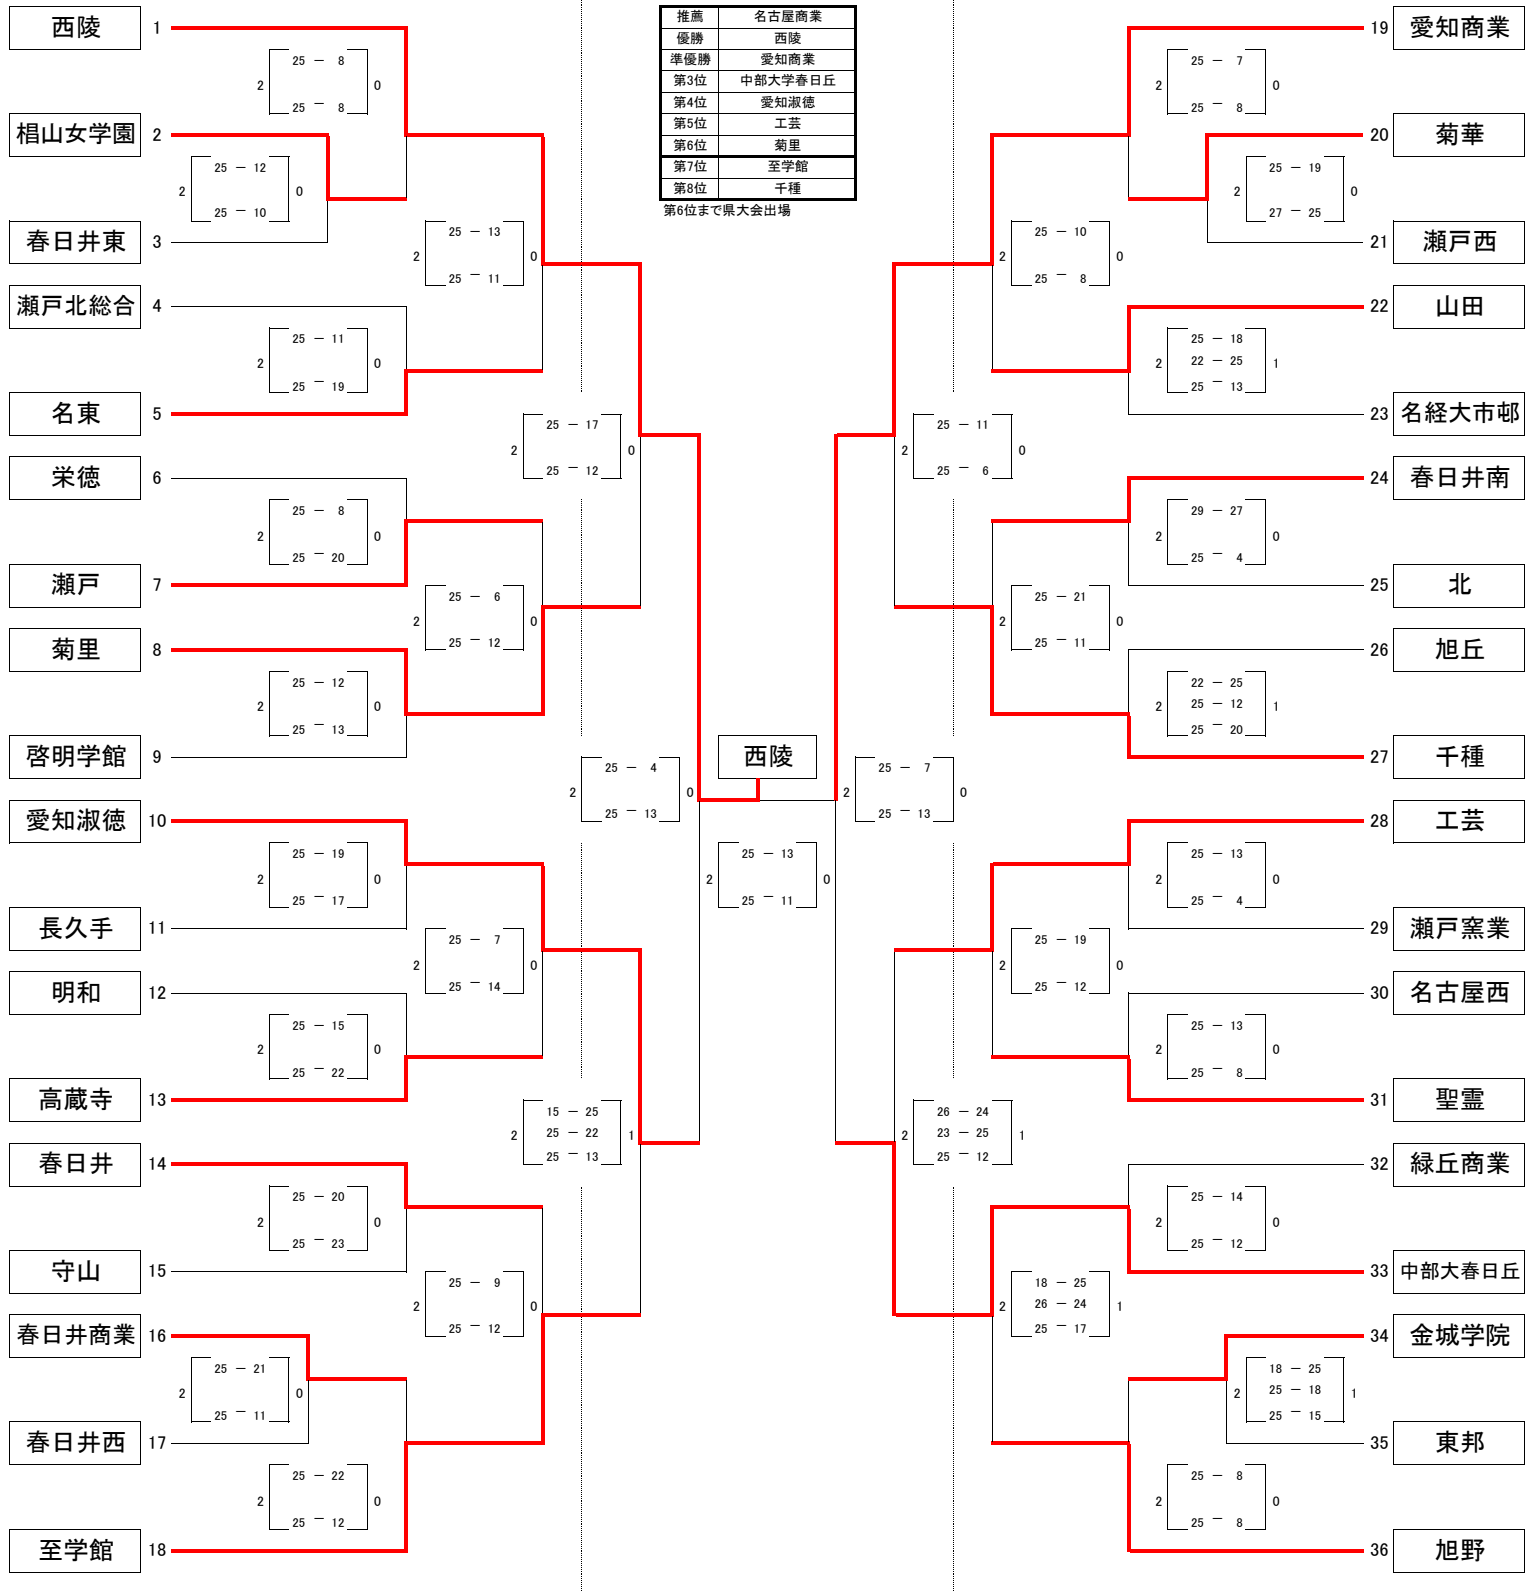 推薦 名古屋商業
優勝 西陵
準優勝 愛知商業
第3位 中部大学春日丘
第4位 愛知淑徳
第5位 工芸
第6位 菊里
第7位 至学館
第8位 千種
第6位まで県大会出場
西陵 1
2 25 － 8 0
25 － 8
椙山女学園 2
2 25 － 12 0
25 － 10
春日井東 3
2 25 － 13 0
25 － 11
瀬戸北総合 4
2 25 － 11 0
25 － 19
名東 5
2 25 － 17 0
25 － 12
栄徳 6
2 25 － 8 0
25 － 20
瀬戸 7
2 25 － 6 0
25 － 12
菊里 8
2 25 － 12 0
25 － 13
啓明学館 9
2 25 － 4 0
25 － 13
愛知淑徳 10
2 25 － 19 0
25 － 17
長久手 11
2 25 － 7 0
25 － 14
明和 12
2 25 － 15 0
25 － 22
高蔵寺 13
15 － 25
2 25 － 22 1
25 － 13
春日井 14
2 25 － 20 0
25 － 23
守山 15
2 25 － 9 0
25 － 12
春日井商業 16
2 25 － 21 0
25 － 11
春日井西 17
2 25 － 22 0
25 － 12
至学館 18
西陵
2 25 － 13 0
25 － 11
19 愛知商業
2 25 － 7 0
25 － 8
20 菊華
2 25 － 19 0
27 － 25
21 瀬戸西
2 25 － 10 0
25 － 8
22 山田
25 － 18
2 22 － 25 1
25 － 13
23 名経大市邨
2 25 － 11 0
25 － 6
24 春日井南
2 29 － 27 0
25 － 4
25 北
2 25 － 21 0
25 － 11
26 旭丘
22 － 25
2 25 － 12 1
25 － 20
27 千種
2 25 － 7 0
25 － 13
28 工芸
2 25 － 13 0
25 － 4
29 瀬戸窯業
2 25 － 19 0
25 － 12
30 名古屋西
2 25 － 13 0
25 － 8
31 聖霊
26 － 24
2 23 － 25 1
25 － 12
32 緑丘商業
2 25 － 14 0
25 － 12
33 中部大春日丘
18 － 25
2 26 － 24 1
25 － 17
34 金城学院
18 － 25
2 25 － 18 1
25 － 15
35 東邦
2 25 － 8 0
25 － 8
36 旭野